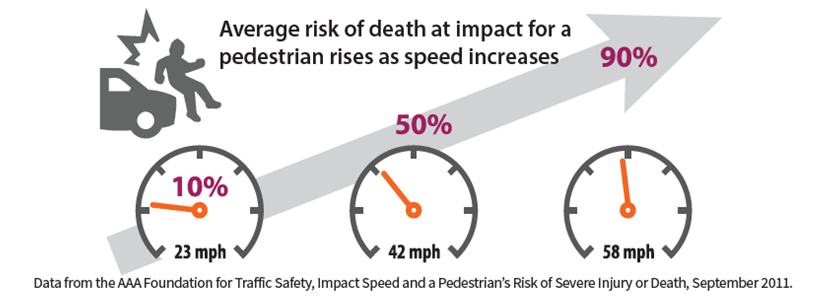 Average risk of death at impact for a
pedestrian rises as speed increases
90%
50%
10%
23 mph
42 mph
58 mph
Data from the AAA Foundation for Traffic Safety, Impact Speed and a Pedestrian's Risk of Severe Injury or Death, September 2011.